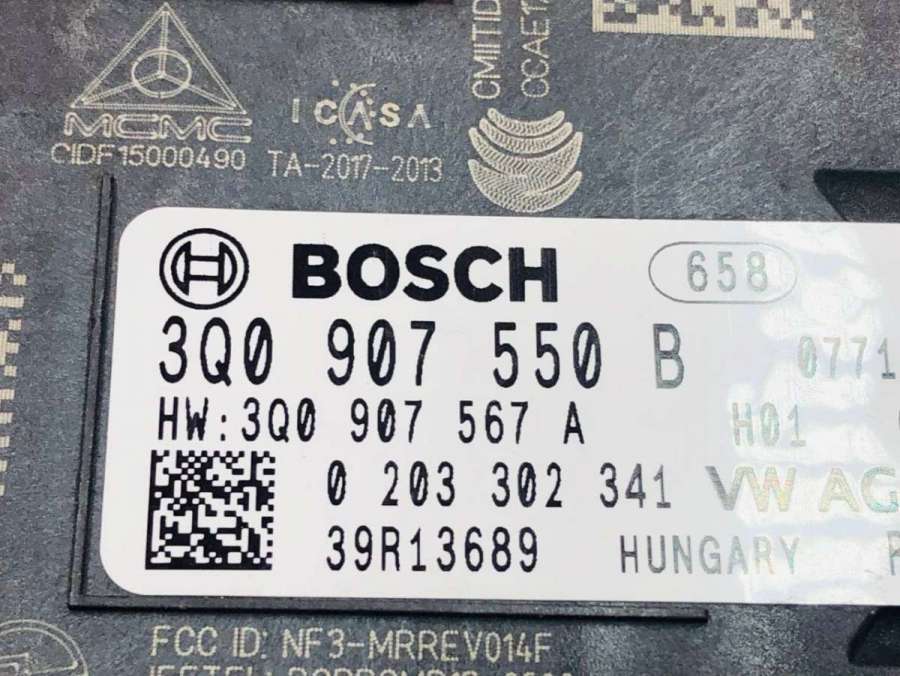 MCMC
CIDF15000490
ICASA
TA-2017-2013
CMIITID
BOSCH
658
3Q0 907 550 B
0771
HW:3Q0 907 567 A
H01
0 203 302 341 VW AG
39R13689 HUNGARY
FCC ID: NF3-MRREV014F